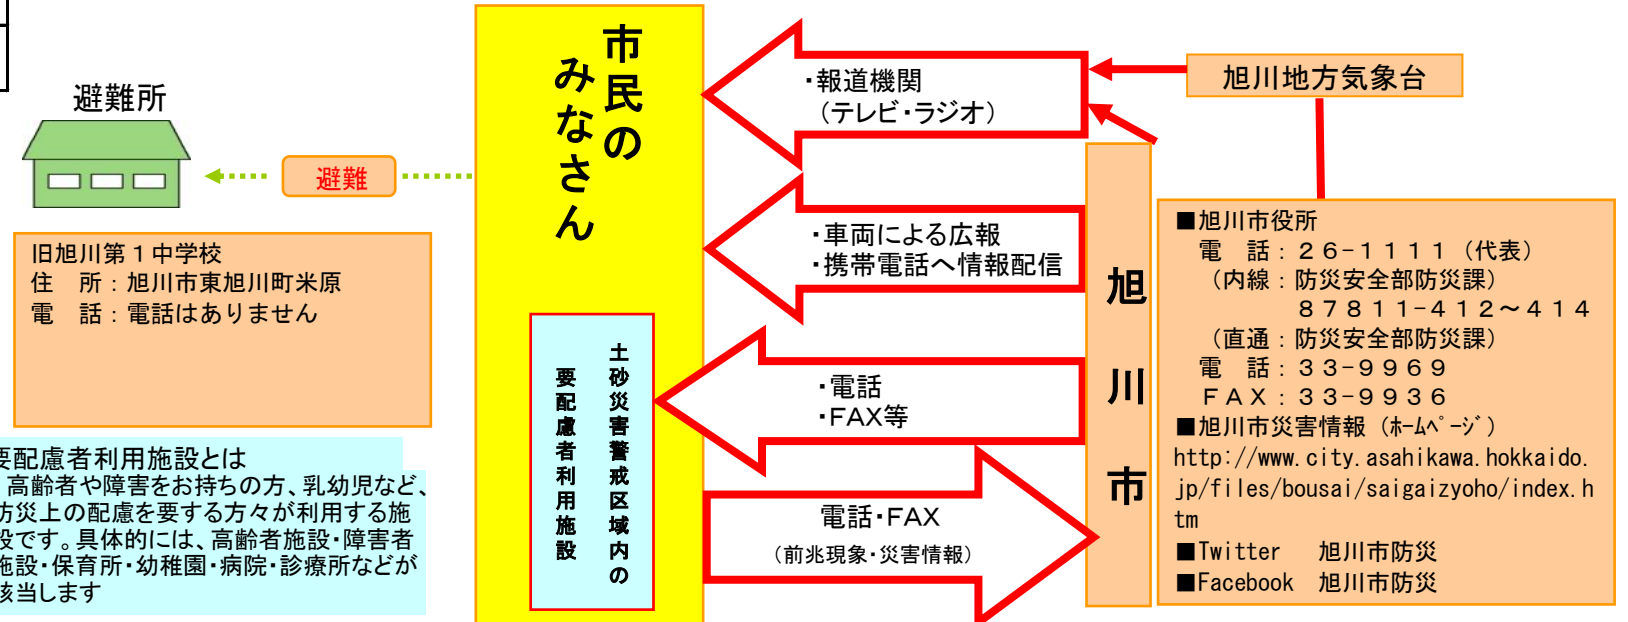 避難所
避難
旧旭川第１中学校
住　所：旭川市東旭川町米原
電　話：電話はありません
要配慮者利用施設とは
高齢者や障害をお持ちの方、乳幼児など、
防災上の配慮を要する方々が利用する施
設です。具体的には、高齢者施設・障害者
施設・保育所・幼稚園・病院・診療所などが
該当します
市民の
みなさん
土砂災害警戒区域内の
要配慮者利用施設
・報道機関
（テレビ・ラジオ）
・車両による広報
・携帯電話へ情報配信
・電話
・FAX等
電話・FAX
（前兆現象・災害情報）
旭川市
旭川地方気象台
■旭川市役所
電　話：２６-１１１１（代表）
（内線：防災安全部防災課）
８７８１１-４１２～４１４
（直通：防災安全部防災課）
電　話：３３-９９６９
ＦＡＸ：３３-９９３６
■旭川市災害情報（ﾎｰﾑﾍﾟｰｼﾞ）
http://www.city.asahikawa.hokkaido.
jp/files/bousai/saigaizyoho/index.h
tm
■Twitter　旭川市防災
■Facebook　旭川市防災